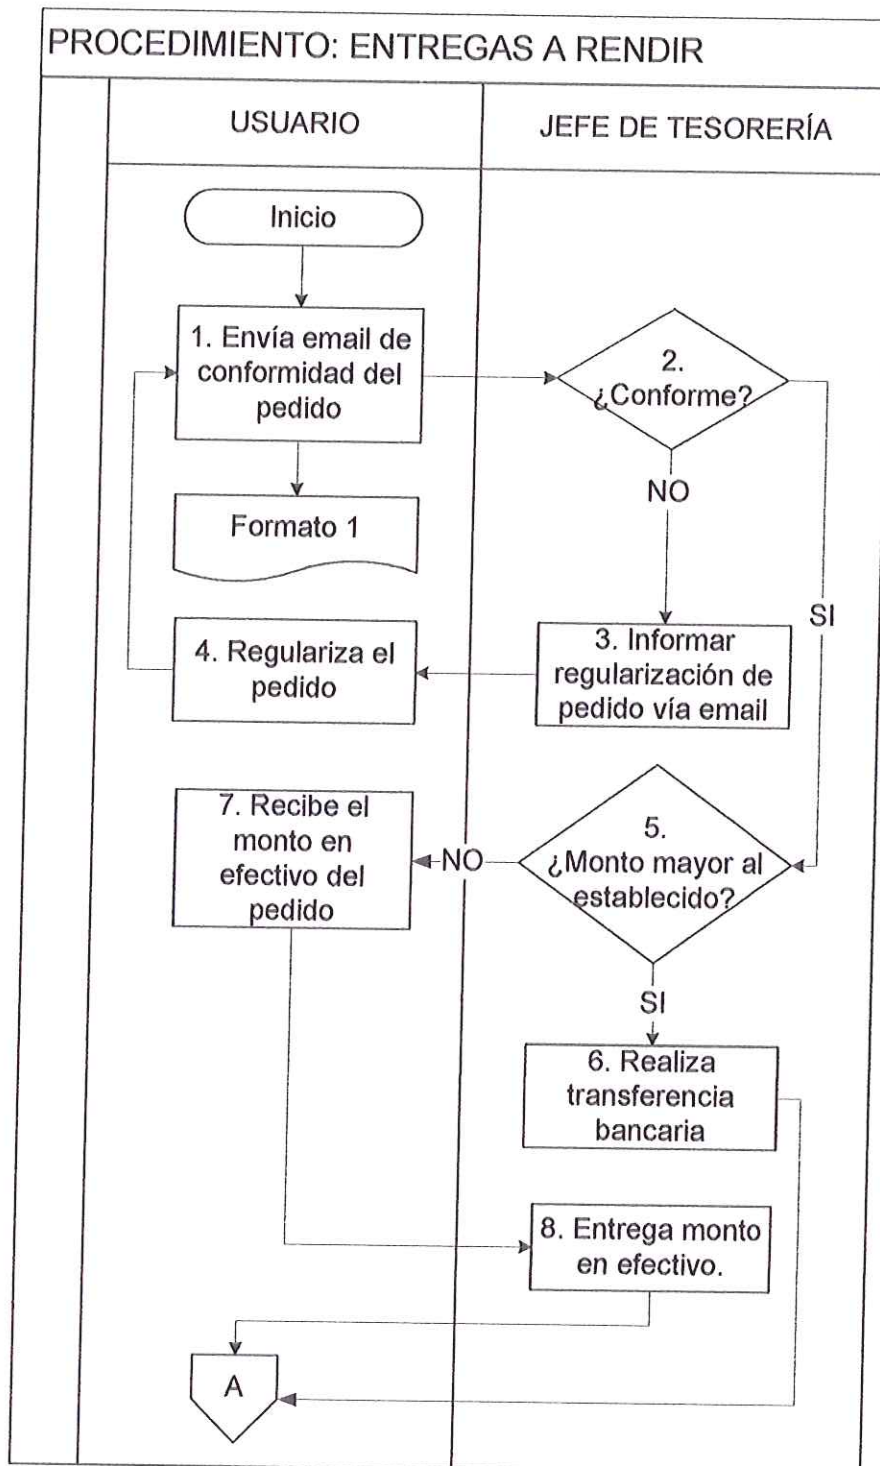 PROCEDIMIENTO: ENTREGAS A RENDIR
USUARIO
JEFE DE TESORERÍA
Inicio
1. Envía email de
conformidad del
pedido
2.
¿Conforme?
NO
Formato 1
SI
3. Informar
regularización de
pedido vía email
4. Regulariza el
pedido
5.
¿Monto mayor al
establecido?
NO
7. Recibe el
monto en
efectivo del
pedido
SI
6. Realiza
transferencia
bancaria
8. Entrega monto
en efectivo.
A